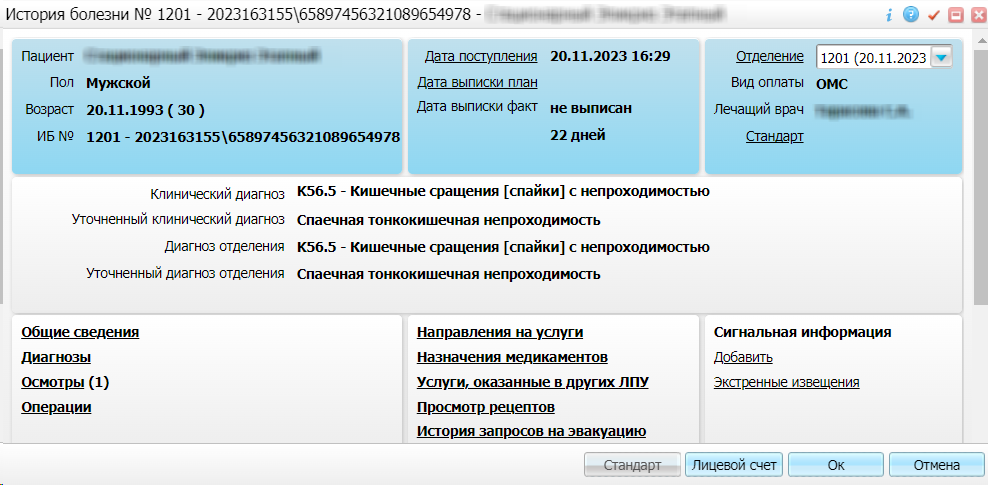 История болезни № 1201 - 2023163155\65897456321089654978 -
Пациент
Пол Мужской
Возраст 20.11.1993 ( 30 )
ИБ № 1201 - 2023163155\65897456321089654978
Дата поступления 20.11.2023 16:29
Дата выписки план
Дата выписки факт не выписан
22 дней
Отделение 1201 (20.11.2023
Вид оплаты ОМС
Лечащий врач
Стандарт
Клинический диагноз K56.5 - Кишечные сращения [спайки] с непроходимостью
Уточненный клинический диагноз Спаечная тонкокишечная непроходимость
Диагноз отделения K56.5 - Кишечные сращения [спайки] с непроходимостью
Уточненный диагноз отделения Спаечная тонкокишечная непроходимость
Общие сведения
Диагнозы
Осмотры (1)
Операции
Направления на услуги
Назначения медикаментов
Услуги, оказанные в других ЛПУ
Просмотр рецептов
История запросов на эвакуацию
Сигнальная информация
Добавить
Экстренные извещения
Стандарт Лицевой счет Ок Отмена